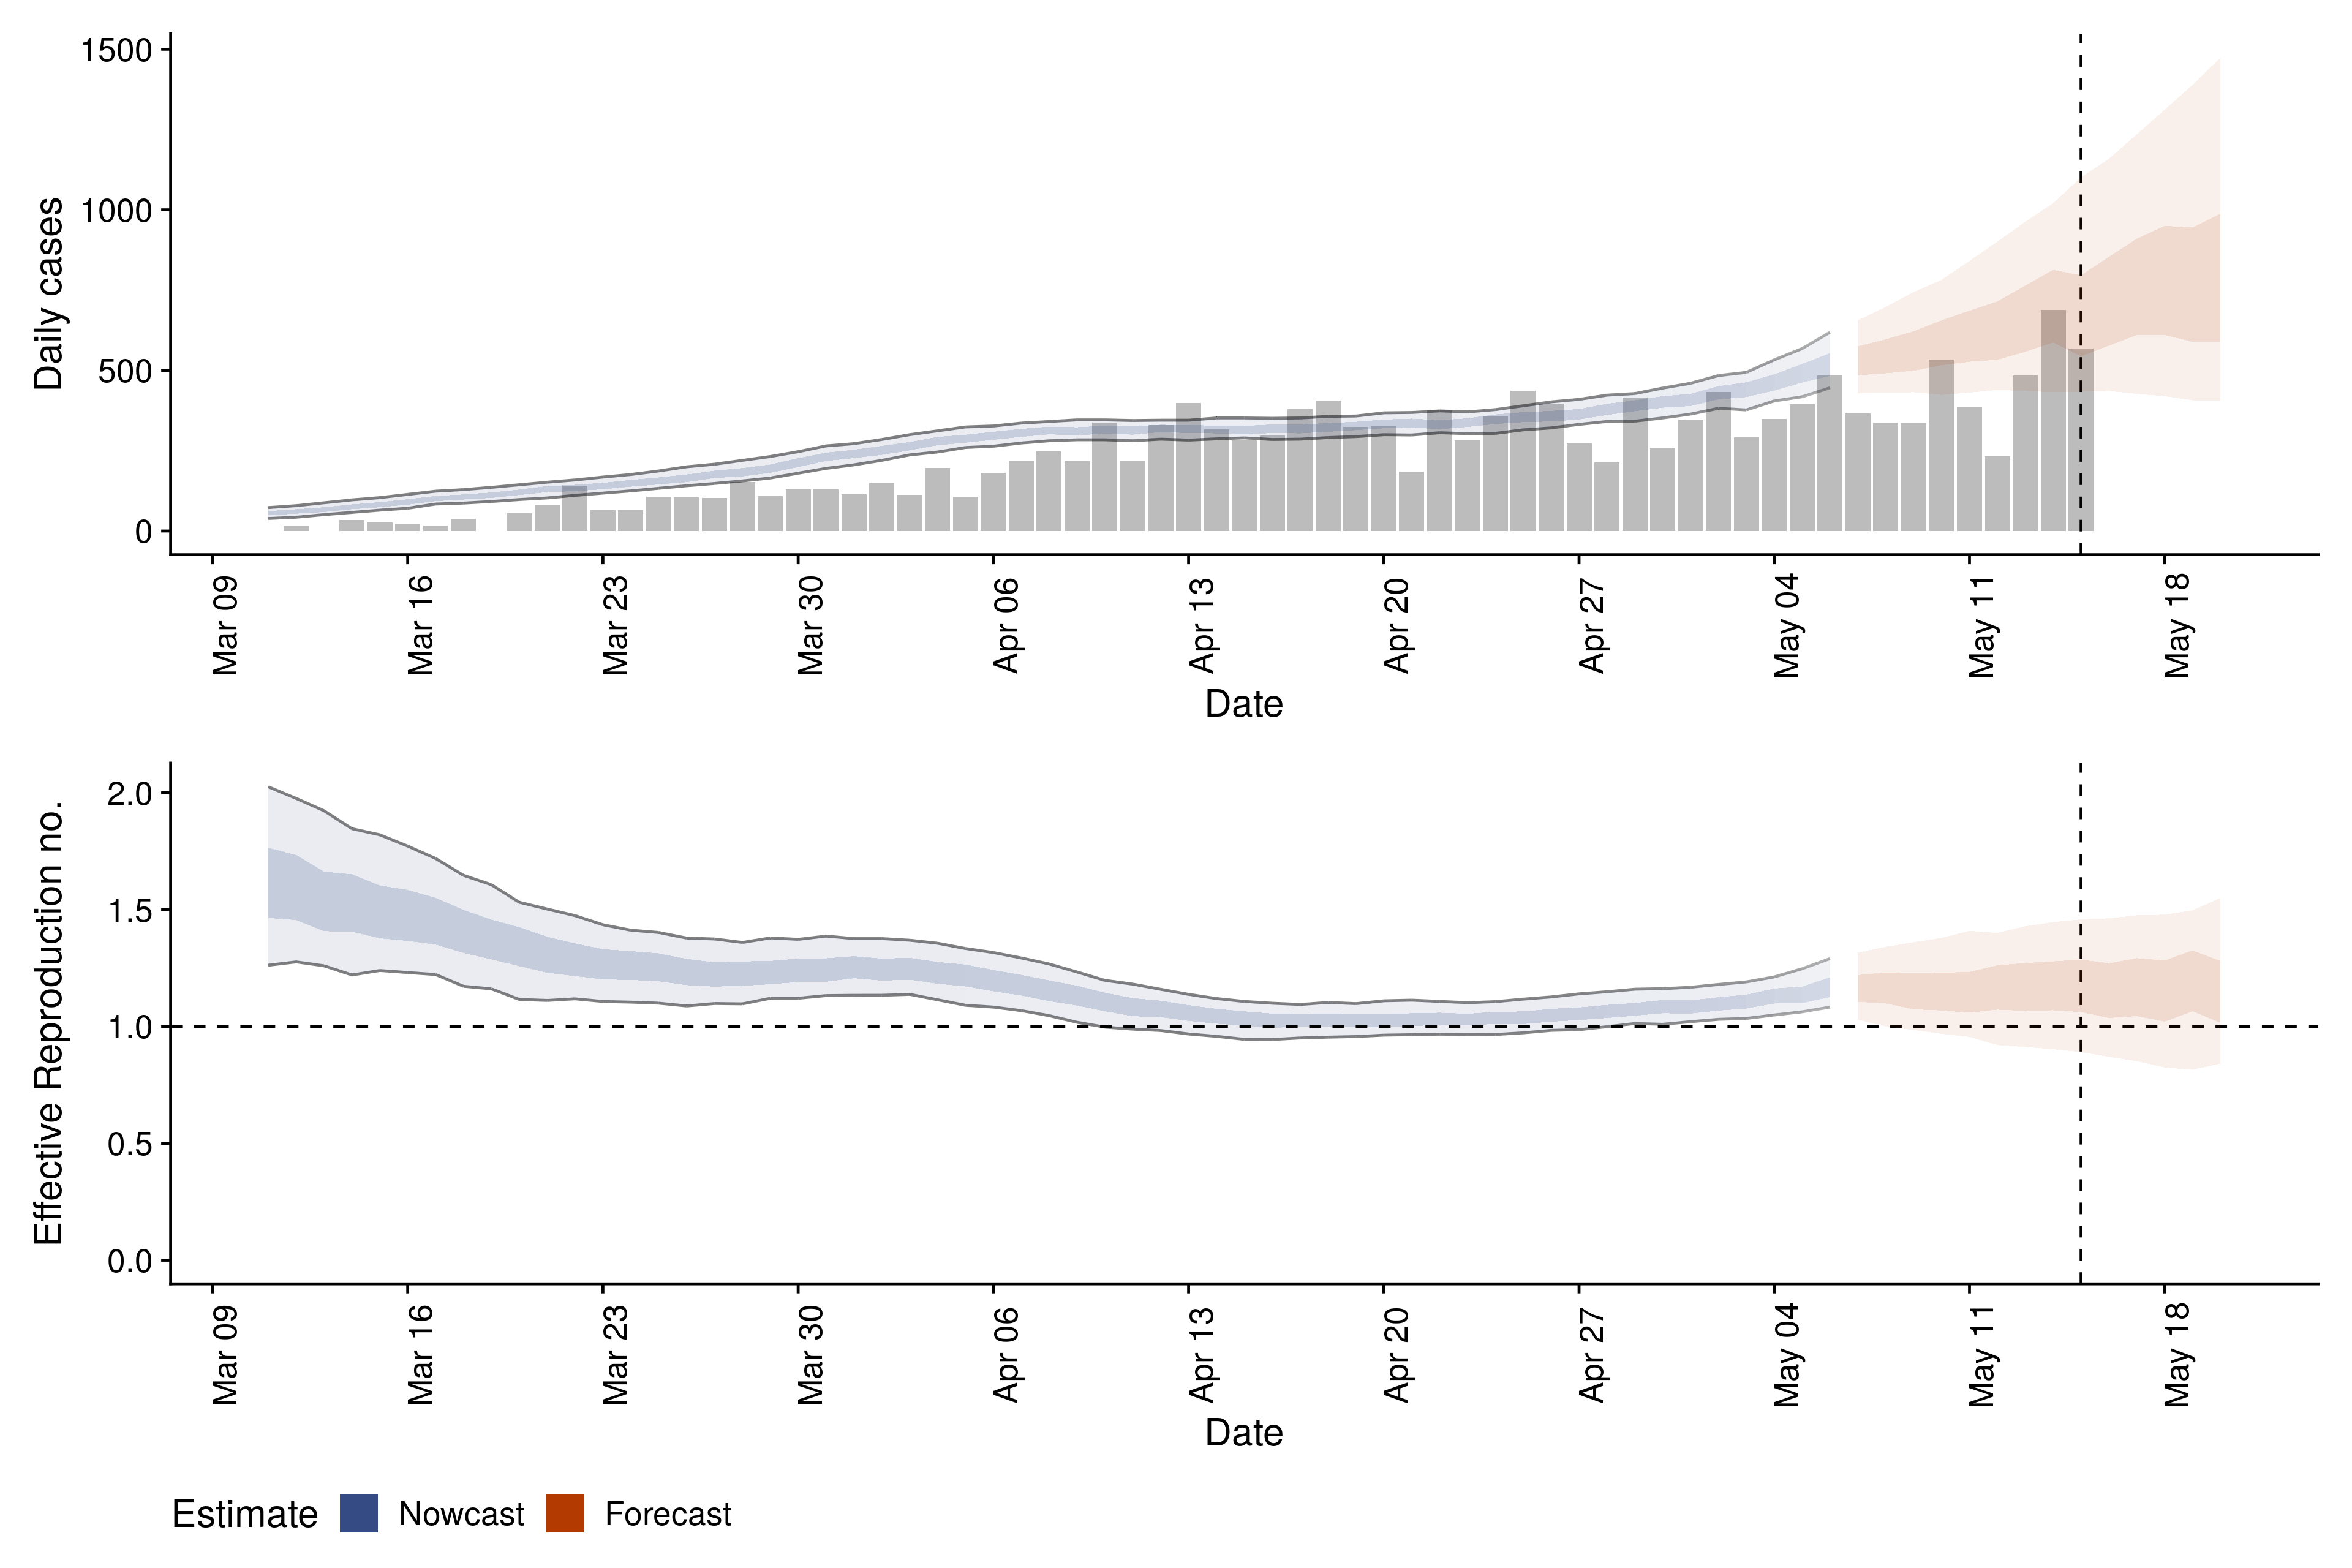 1500
1000
500
0
Daily cases
Mar 09 Mar 16 Mar 23 Mar 30 Apr 06 Apr 13 Apr 20 Apr 27 May 04 May 11 May 18
Date
2.0
1.5
1.0
0.5
0.0
Effective Reproduction no.
Mar 09 Mar 16 Mar 23 Mar 30 Apr 06 Apr 13 Apr 20 Apr 27 May 04 May 11 May 18
Date
Estimate Nowcast Forecast